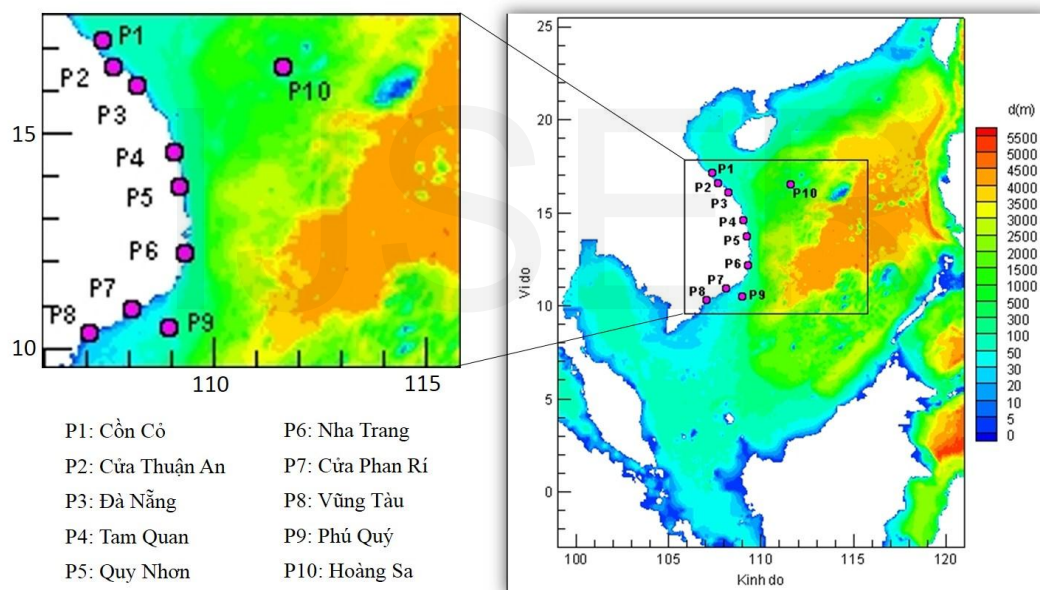 P1
P2
P3
P10
15
P4
P5
P6
P7
P8
P9
10
110
115
P1: Cồn Cỏ
P2: Cửa Thuận An
P3: Đà Nẵng
P4: Tam Quan
P5: Quy Nhơn
P6: Nha Trang
P7: Cửa Phan Rí
P8: Vũng Tàu
P9: Phú Quý
P10: Hoàng Sa
25
20
15
10
5
0
Vi do
P1
P2
P3
P10
P4
P5
P6
P7
P8
P9
100
105
110
115
120
Kinh do
d(m)
5500
5000
4500
4000
3500
3000
2500
2000
1500
1000
500
300
100
50
30
20
10
5
0